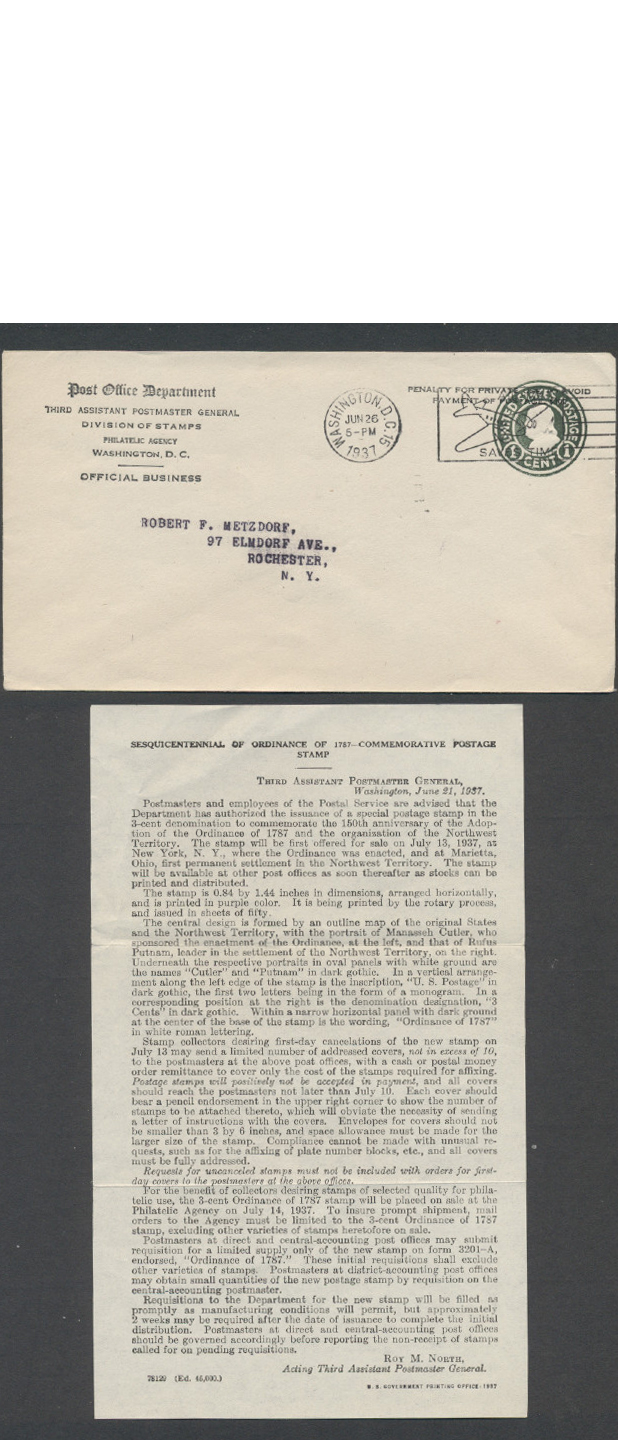 Post Office Department
THIRD ASSISTANT POSTMASTER GENERAL
DIVISION OF STAMPS
PHILATELIC AGENCY
WASHINGTON, D. C.
OFFICIAL BUSINESS
WASHINGTON, D.C. 15
JUN 26
5-PM
1937
PENALTY FOR PRIVATE VOID
PAYMENT OF
UNITED STATES POSTAGE
1¢ CENT 1¢
ROBERT F. METZDORF,
97 ELMDORF AVE.,
ROCHESTER,
N. Y.
SESQUICENTENNIAL OF ORDINANCE OF 1787—COMMEMORATIVE POSTAGE
STAMP
THIRD ASSISTANT POSTMASTER GENERAL,
Washington, June 21, 1937.
Postmasters and employees of the Postal Service are advised that the
Department has authorized the issuance of a special postage stamp in the
3-cent denomination to commemorate the 150th anniversary of the Adop-
tion of the Ordinance of 1787 and the organization of the Northwest
Territory. The stamp will be first offered for sale on July 13, 1937, at
New York, N. Y., where the Ordinance was enacted, and at Marietta,
Ohio, first permanent settlement in the Northwest Territory. The stamp
will be available at other post offices as soon thereafter as stocks can be
printed and distributed.
The stamp is 0.84 by 1.44 inches in dimensions, arranged horizontally,
and is printed in purple color. It is being printed by the rotary process,
and issued in sheets of fifty.
The central design is formed by an outline map of the original States
and the Northwest Territory, with the portrait of Manasseh Cutler, who
sponsored the enactment of the Ordinance, at the left, and that of Rufus
Putnam, leader in the settlement of the Northwest Territory, on the right.
Underneath the respective portraits in oval panels with white ground are
the names "Cutler" and "Putnam" in dark gothic. In a vertical arrange-
ment along the left edge of the stamp is the inscription, "U. S. Postage" in
dark gothic, the first two letters being in the form of a monogram. In a
corresponding position at the right is the denomination designation, "3
Cents" in dark gothic. Within a narrow horizontal panel with dark ground
at the center of the base of the stamp is the wording, "Ordinance of 1787"
in white roman lettering.
Stamp collectors desiring first-day cancelations of the new stamp on
July 13 may send a limited number of addressed covers, not in excess of 10,
to the postmasters at the above post offices, with a cash or postal money
order remittance to cover only the cost of the stamps required for affixing.
Postage stamps will positively not be accepted in payment, and all covers
should reach the postmasters not later than July 10. Each cover should
bear a pencil endorsement in the upper right corner to show the number of
stamps to be attached thereto, which will obviate the necessity of sending
a letter of instructions with the covers. Envelopes for covers should not
be smaller than 3 by 6 inches, and space allowance must be made for the
larger size of the stamp. Compliance cannot be made with unusual re-
quests, such as for the affixing of plate number blocks, etc., and all covers
must be fully addressed.
Requests for uncanceled stamps must not be included with orders for first-
day covers to the postmasters at the above offices.
For the benefit of collectors desiring stamps of selected quality for phila-
telic use, the 3-cent Ordinance of 1787 stamp will be placed on sale at the
Philatelic Agency on July 14, 1937. To insure prompt shipment, mail
orders to the Agency must be limited to the 3-cent Ordinance of 1787
stamp, excluding other varieties of stamps heretofore on sale.
Postmasters at direct and central-accounting post offices may submit
requisition for a limited supply only of the new stamp on form 3201-A,
endorsed, "Ordinance of 1787." These initial requisitions shall exclude
other varieties of stamps. Postmasters at district-accounting post offices
may obtain small quantities of the new postage stamp by requisition on the
central-accounting postmaster.
Requisitions to the Department for the new stamp will be filled as
promptly as manufacturing conditions will permit, but approximately
2 weeks may be required after the date of issuance to complete the initial
distribution. Postmasters at direct and central-accounting post offices
should be governed accordingly before reporting the non-receipt of stamps
called for on pending requisitions.
ROY M. NORTH,
Acting Third Assistant Postmaster General.
78129 (Ed. 46,000.)
U. S. GOVERNMENT PRINTING OFFICE: 1937